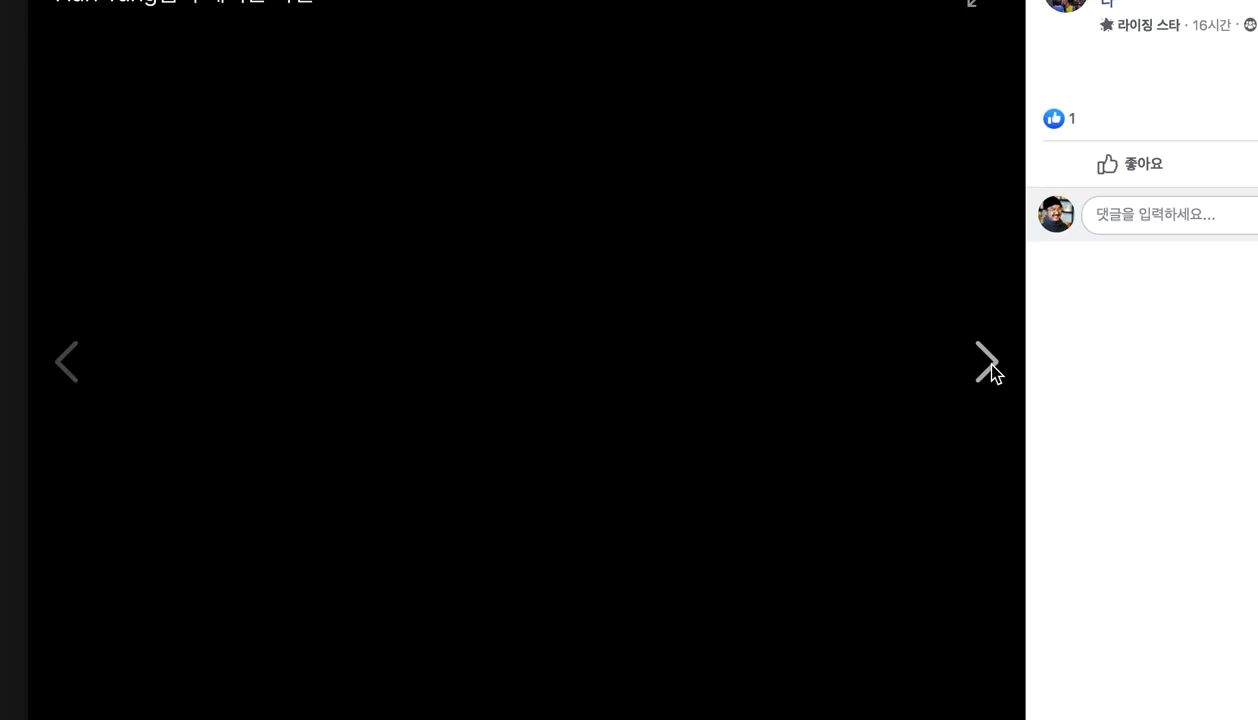 라이징 스타 · 16시간 ·
1
좋아요
댓글을 입력하세요...